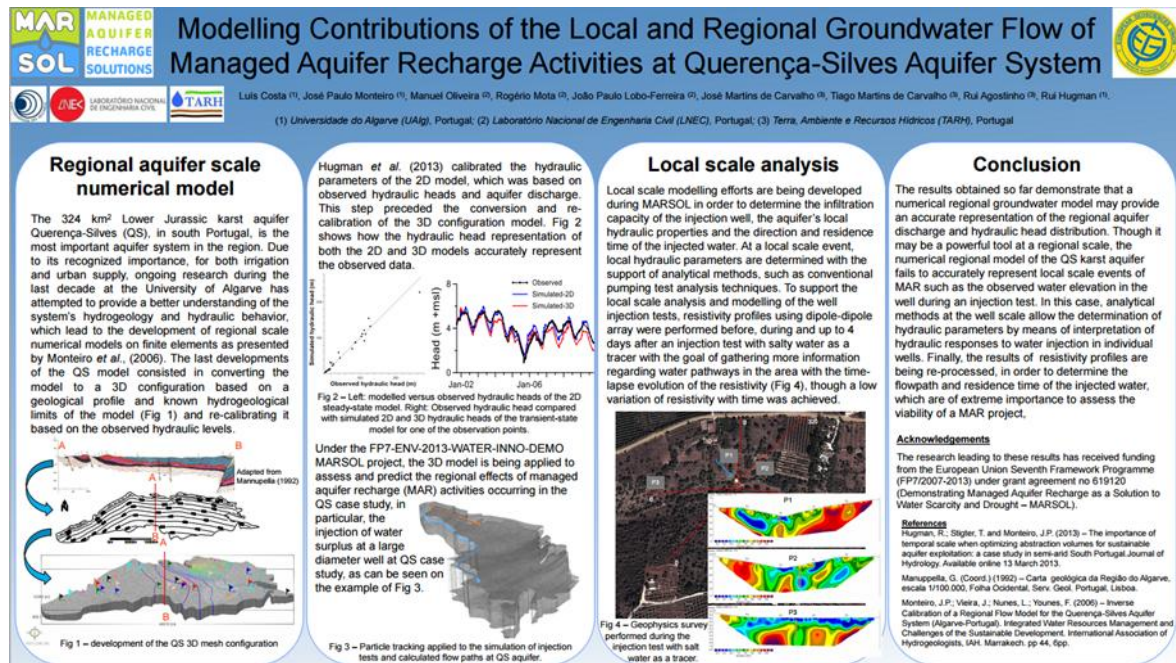 MAR
SOL
MANAGED
AQUIFER
RECHARGE
SOLUTIONS
Modelling Contributions of the Local and Regional Groundwater Flow of
Managed Aquifer Recharge Activities at Querença-Silves Aquifer System
LNEC
LABORATÓRIO NACIONAL
DE ENGENHARIA CIVIL
TARH
Luís Costa (1), José Paulo Monteiro (1), Manuel Oliveira (2), Rogério Mota (2), João Paulo Lobo-Ferreira (2), José Martins de Carvalho (3), Tiago Martins de Carvalho (3), Rui Agostinho (3), Rui Hugman (1).
(1) Universidade do Algarve (UAlg), Portugal; (2) Laboratório Nacional de Engenharia Civil (LNEC), Portugal; (3) Terra, Ambiente e Recursos Hídricos (TARH), Portugal
Regional aquifer scale
numerical model
The 324 km² Lower Jurassic karst aquifer
Querença-Silves (QS), in south Portugal, is
the most important aquifer system in the
region. Due
to its recognized importance, for both irrigation
and urban supply, ongoing research during the
last decade at the University of Algarve has
attempted to provide a better understanding of the
system's hydrogeology and hydraulic behavior,
which lead to the development of regional scale
numerical models on finite elements as presented
by Monteiro et al., (2006). The last developments
of the QS model consisted in converting the
model to a 3D configuration based on a
geological profile and known hydrogeological
limits of the model (Fig 1) and re-calibrating it
based on the observed hydraulic levels.
A
B
A
Adapted from
Mannupella (1992)
B
A
B
Fig 1 – development of the QS 3D mesh configuration
Hugman et al. (2013) calibrated the hydraulic
parameters of the 2D model, which was based on
observed hydraulic heads and aquifer discharge.
This step preceded the conversion and re-
calibration of the 3D configuration model. Fig 2
shows how the hydraulic head representation of
both the 2D and 3D models accurately represent
the observed data.
Simulated hydraulic head (m)
Observed hydraulic head (m)
Head (m +msl)
8
4
0
Observed
Simulated-2D
Simulated-3D
Jan-02
Jan-06
Fig 2 – Left: modelled versus observed hydraulic heads of the 2D
steady-state model. Right: Observed hydraulic head compared
with simulated 2D and 3D hydraulic heads of the transient-state
model for one of the observation points.
Under the FP7-ENV-2013-WATER-INNO-DEMO
MARSOL project, the 3D model is being applied to
assess and predict the regional effects of managed
aquifer recharge (MAR) activities occurring in the
QS case study, in
particular, the
injection of water
surplus at a large
diameter well at QS case
study, as can be seen on
the example of Fig 3.
Fig 3 – Particle tracking applied to the simulation of injection
tests and calculated flow paths at QS aquifer.
Local scale analysis
Local scale modelling efforts are being developed
during MARSOL in order to determine the infiltration
capacity of the injection well, the aquifer's local
hydraulic properties and the direction and residence
time of the injected water. At a local scale event,
local hydraulic parameters are determined with the
support of analytical methods, such as conventional
pumping test analysis techniques. To support the
local scale analysis and modelling of the well
injection tests, resistivity profiles using dipole-dipole
array were performed before, during and up to 4
days after an injection test with salty water as a
tracer with the goal of gathering more information
regarding water pathways in the area with the time-
lapse evolution of the resistivity (Fig 4), though a low
variation of resistivity with time was achieved.
P1
P2
P3
P1
P2
P3
Fig 4 – Geophysics survey
performed during the
injection test with salt
water as a tracer.
Conclusion
The results obtained so far demonstrate that a
numerical regional groundwater model may provide
an accurate representation of the regional aquifer
discharge and hydraulic head distribution. Though it
may be a powerful tool at a regional scale, the
numerical regional model of the QS karst aquifer
fails to accurately represent local scale events of
MAR such as the observed water elevation in the
well during an injection test. In this case, analytical
methods at the well scale allow the determination of
hydraulic parameters by means of interpretation of
hydraulic responses to water injection in individual
wells. Finally, the results of resistivity profiles are
being re-processed, in order to determine the
flowpath and residence time of the injected water,
which are of extreme importance to assess the
viability of a MAR project,
Acknowledgements
The research leading to these results has received
funding from the European Union Seventh Framework Programme
(FP7/2007-2013) under grant agreement no 619120
(Demonstrating Managed Aquifer Recharge as a Solution to
Water Scarcity and Drought – MARSOL).
References
Hugman, R.; Stigter, T. and Monteiro, J.P. (2013) – The importance of
temporal scale when optimizing abstraction volumes for sustainable
aquifer exploitation: a case study in semi-arid South Portugal.Journal of
Hydrology. Available online 13 March 2013.
Manuppella, G. (Coord.) (1992) – Carta geológica da Região do Algarve.
escala 1/100.000, Folha Ocidental, Serv. Geol. Portugal, Lisboa.
Monteiro, J.P.; Vieira, J.; Nunes, L.; Younes, F. (2006) – Inverse
Calibration of a Regional Flow Model for the Querença-Silves Aquifer
System (Algarve-Portugal). Integrated Water Resources Management and
Challenges of the Sustainable Development. International Association of
Hydrogeologists, IAH. Marrakech. pp 44, 6pp.